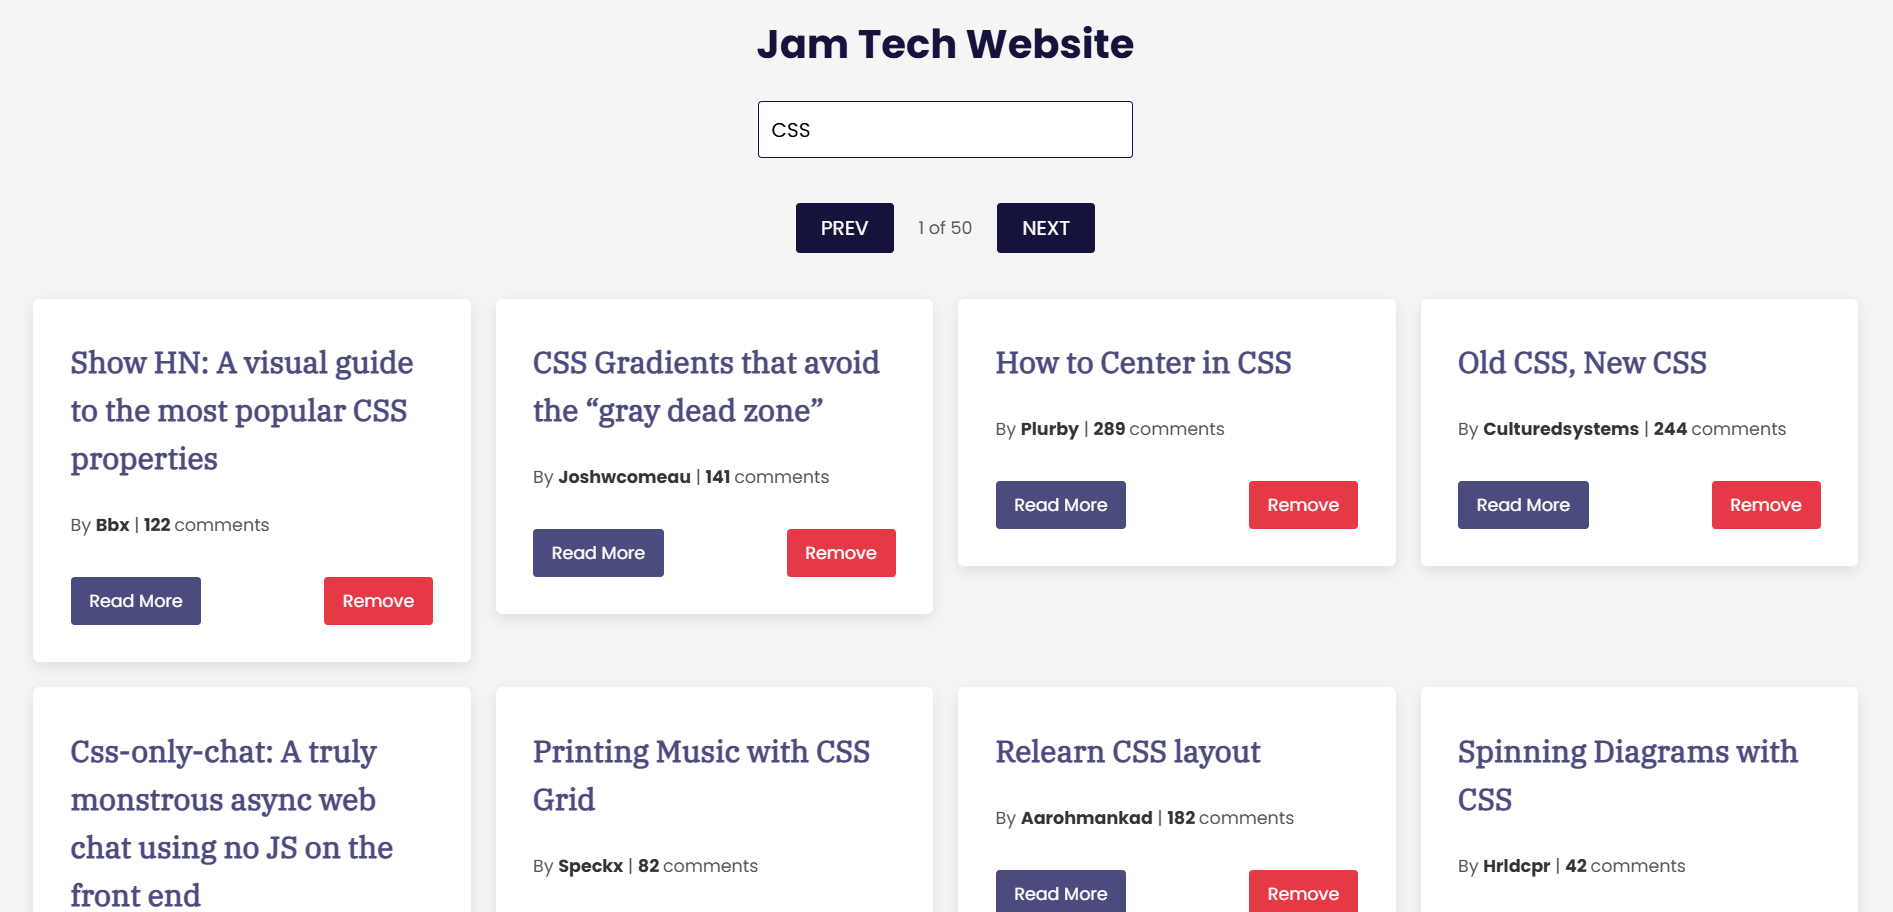 Jam Tech Website
CSS
PREV
1 of 50
NEXT
Show HN: A visual guide
to the most popular CSS
properties
By Bbx | 122 comments
Read More
Remove
CSS Gradients that avoid
the “gray dead zone”
By Joshwcomeau | 141 comments
Read More
Remove
How to Center in CSS
By Plurby | 289 comments
Read More
Remove
Old CSS, New CSS
By Culturedsystems | 244 comments
Read More
Remove
Css-only-chat: A truly
monstrous async web
chat using no JS on the
front end
Printing Music with CSS
Grid
By Speckx | 82 comments
Relearn CSS layout
By Aarohmankad | 182 comments
Read More
Remove
Spinning Diagrams with
CSS
By Hrldcpr | 42 comments